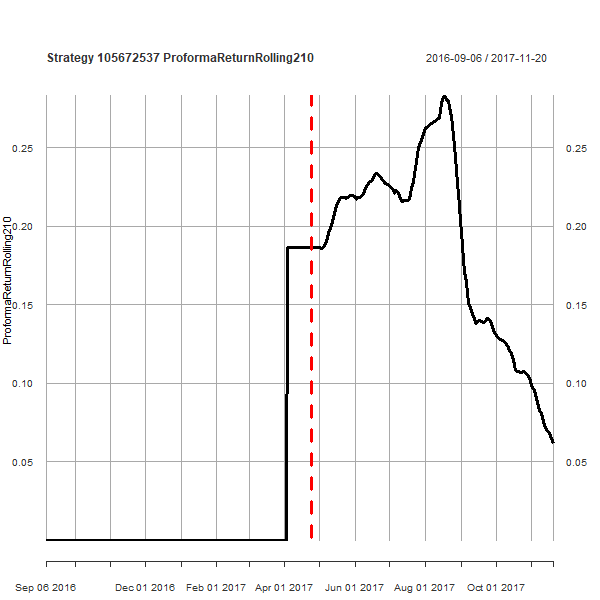 Strategy 105672537 ProformaReturnRolling210
2016-09-06 / 2017-11-20
ProformaReturnRolling210
0.25
0.20
0.15
0.10
0.05
0.25
0.20
0.15
0.10
0.05
Sep 06 2016
Dec 01 2016
Feb 01 2017
Apr 01 2017
Jun 01 2017
Aug 01 2017
Oct 01 2017